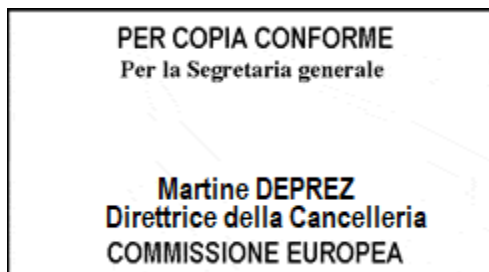 PER COPIA CONFORME
Per la Segretaria generale
Martine DEPREZ
Direttrice della Cancelleria
COMMISSIONE EUROPEA